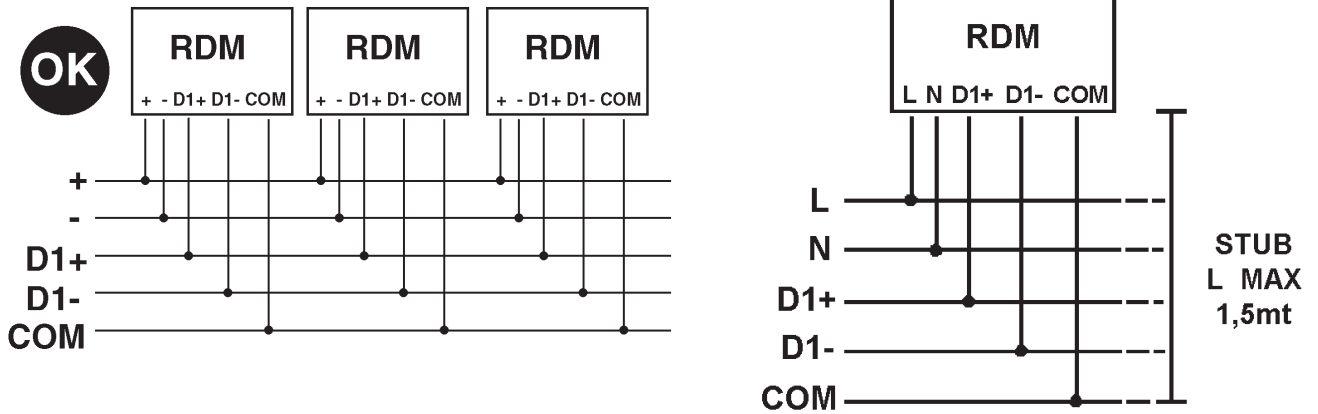 OK
RDM
+ - D1+ D1- COM
RDM
+ - D1+ D1- COM
RDM
+ - D1+ D1- COM
+
-
D1+
D1-
COM
RDM
L N D1+ D1- COM
L
N
D1+
D1-
COM
STUB
L MAX
1,5mt